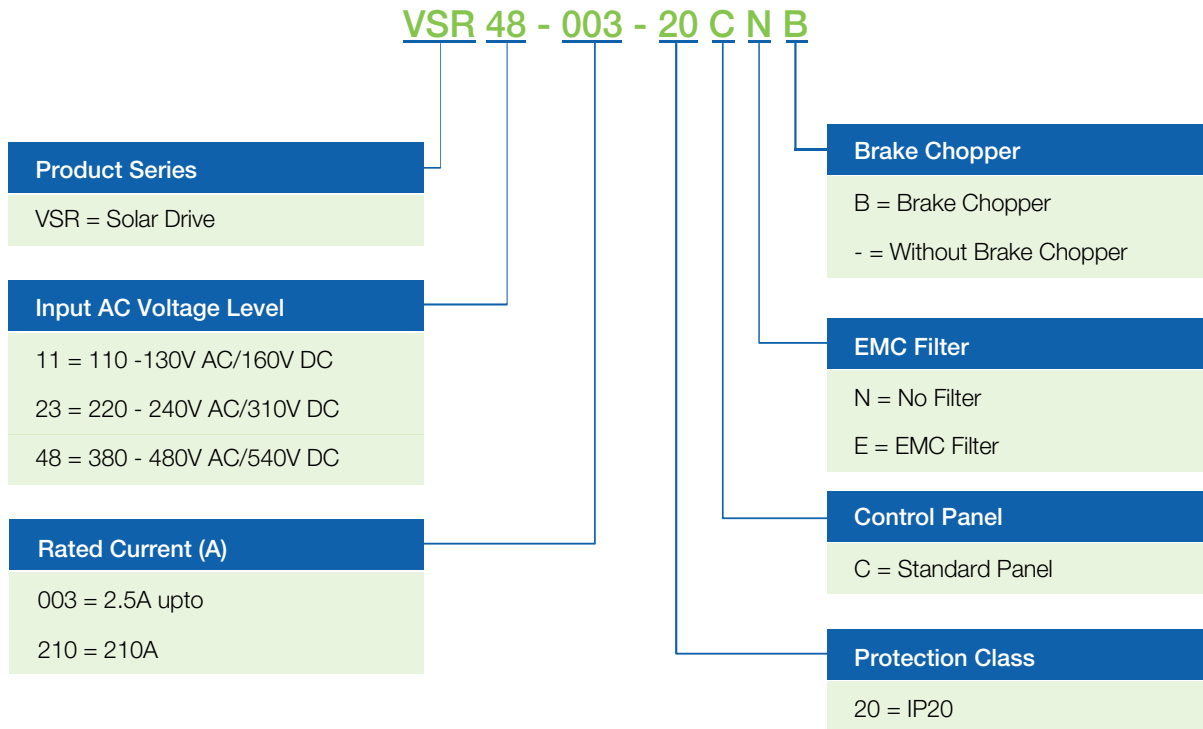 VSR 48 - 003 - 20 C N B
Product Series
VSR = Solar Drive
Input AC Voltage Level
11 = 110 -130V AC/160V DC
23 = 220 - 240V AC/310V DC
48 = 380 - 480V AC/540V DC
Rated Current (A)
003 = 2.5A upto
210 = 210A
Brake Chopper
B = Brake Chopper
- = Without Brake Chopper
EMC Filter
N = No Filter
E = EMC Filter
Control Panel
C = Standard Panel
Protection Class
20 = IP20